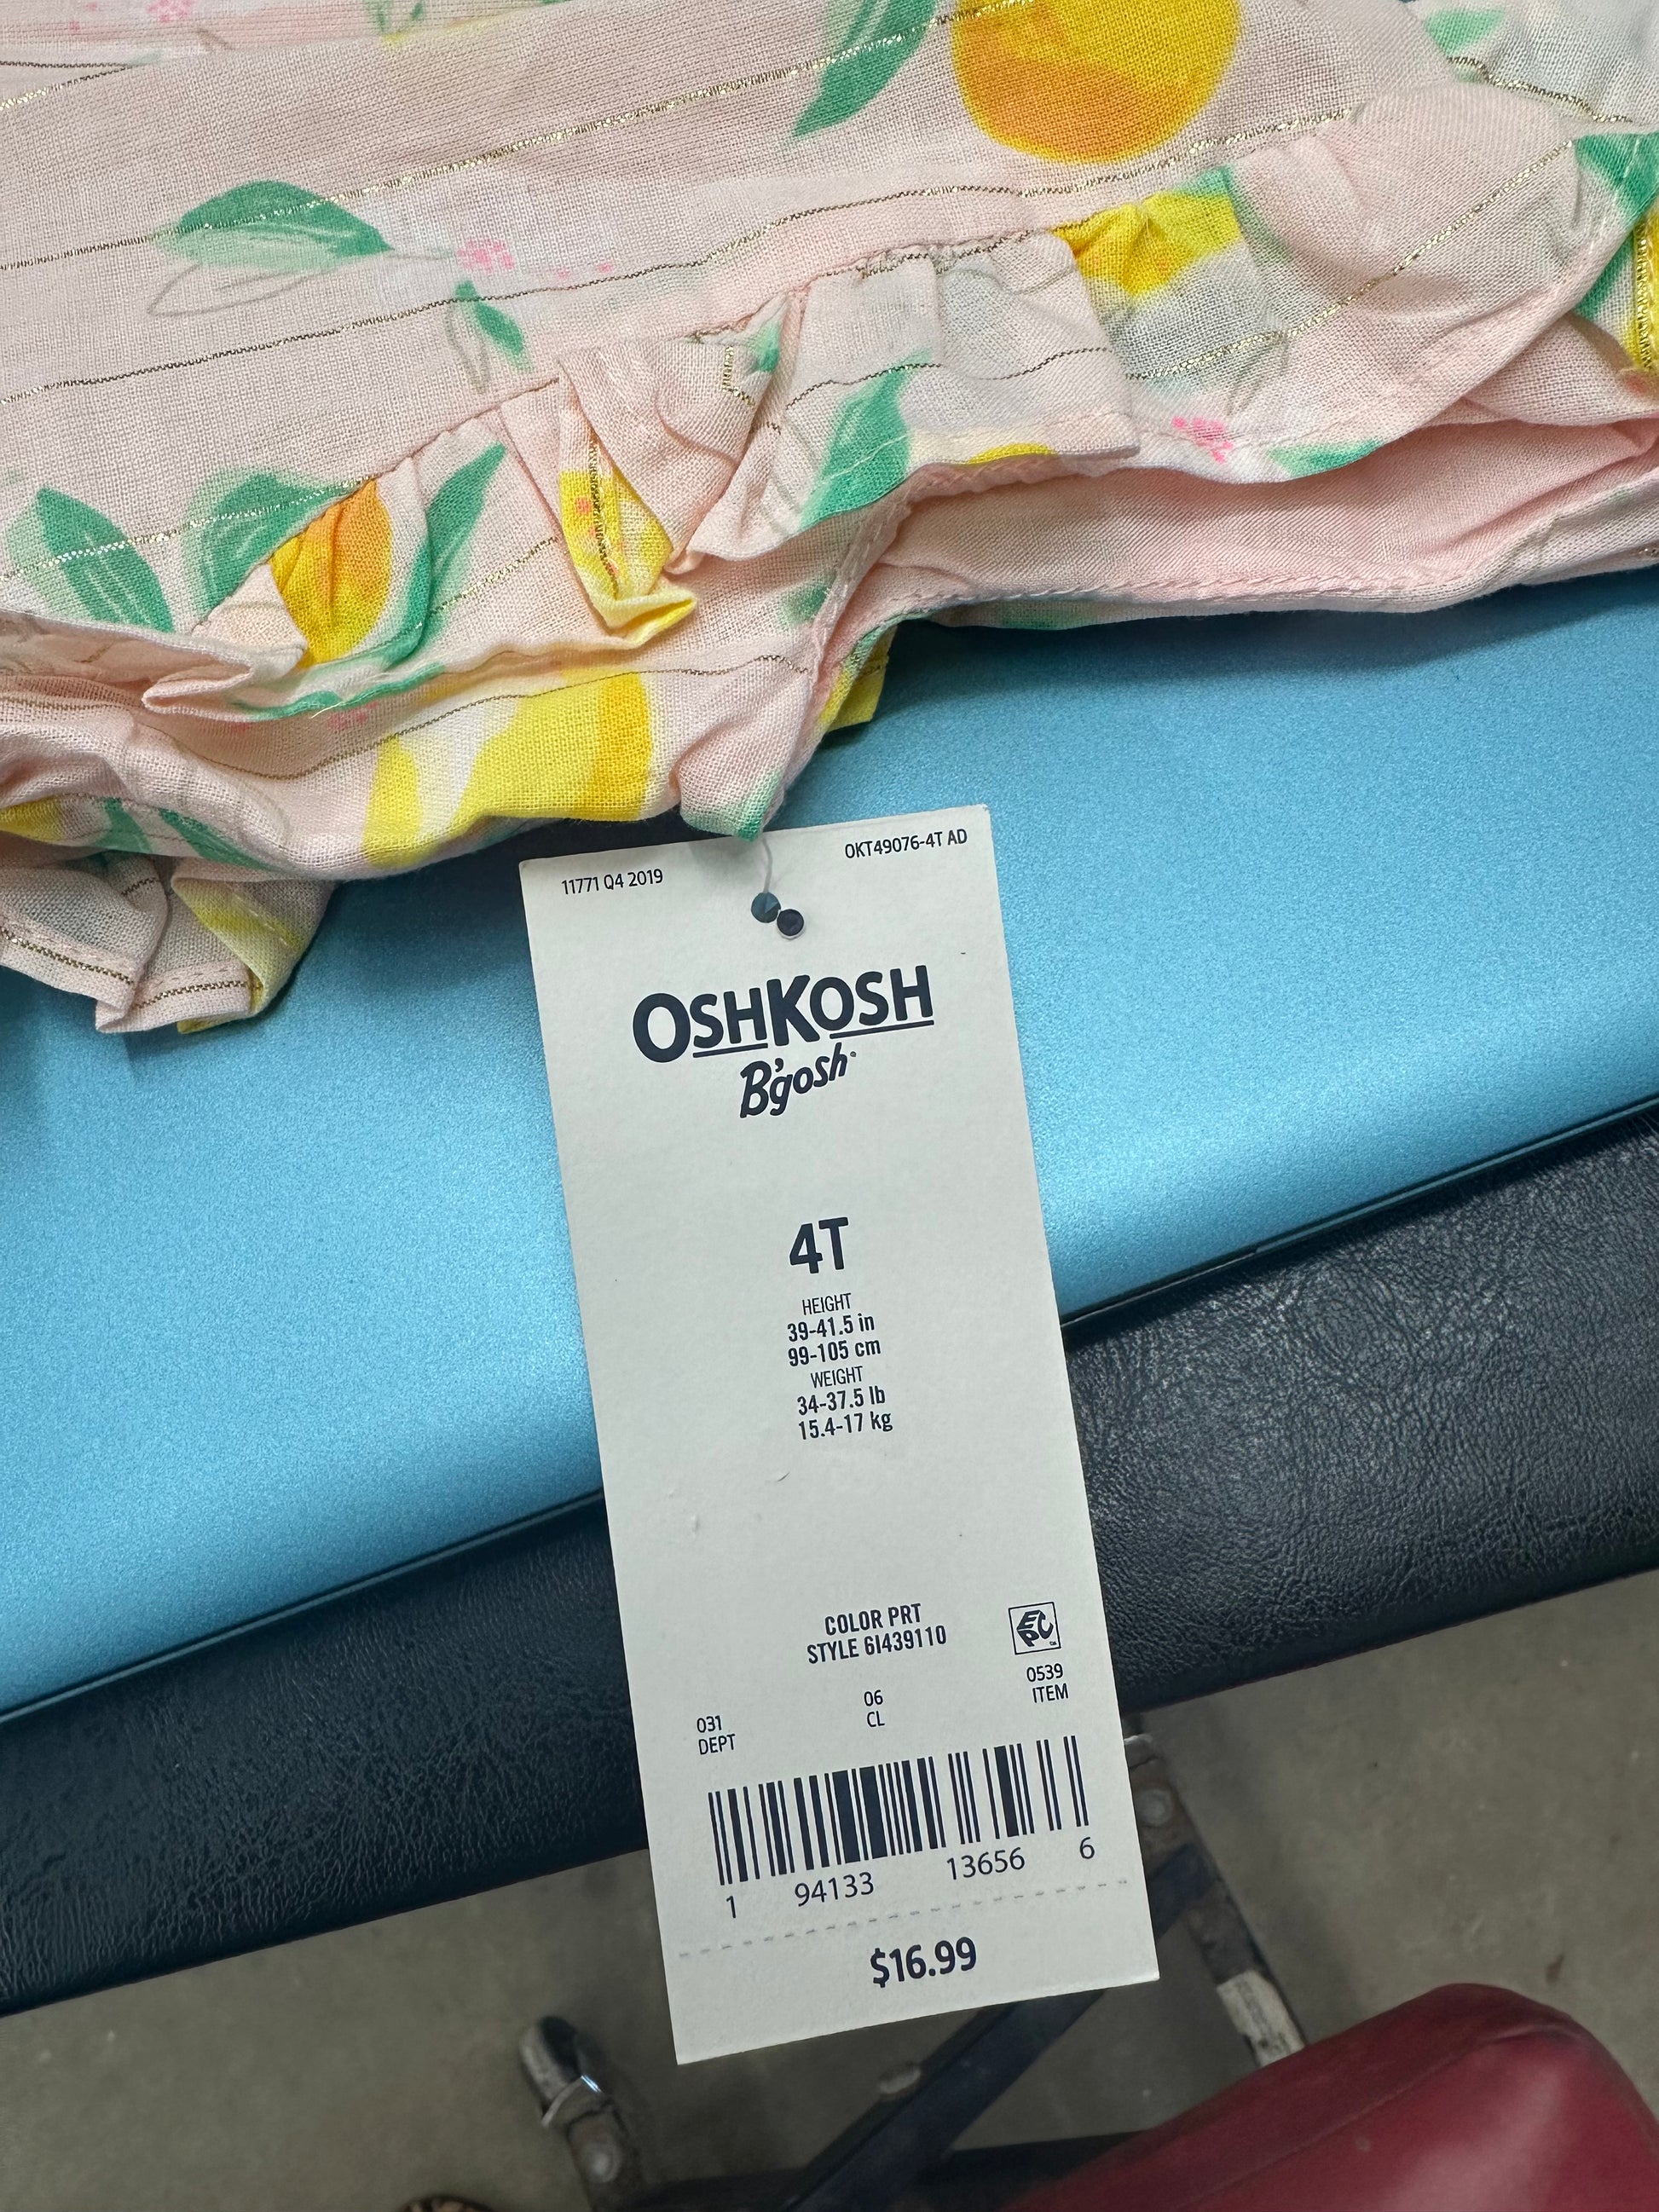 11771 Q4 2019
OKT49076-4T AD
OSHKOSH
B'gosh
4T
HEIGHT
39-41.5 in
99-105 cm
WEIGHT
34-37.5 lb
15.4-17 kg
COLOR PRT
STYLE 6I439110
EPC
031 06 0539
DEPT CL ITEM
1 94133 13656 6
$16.99